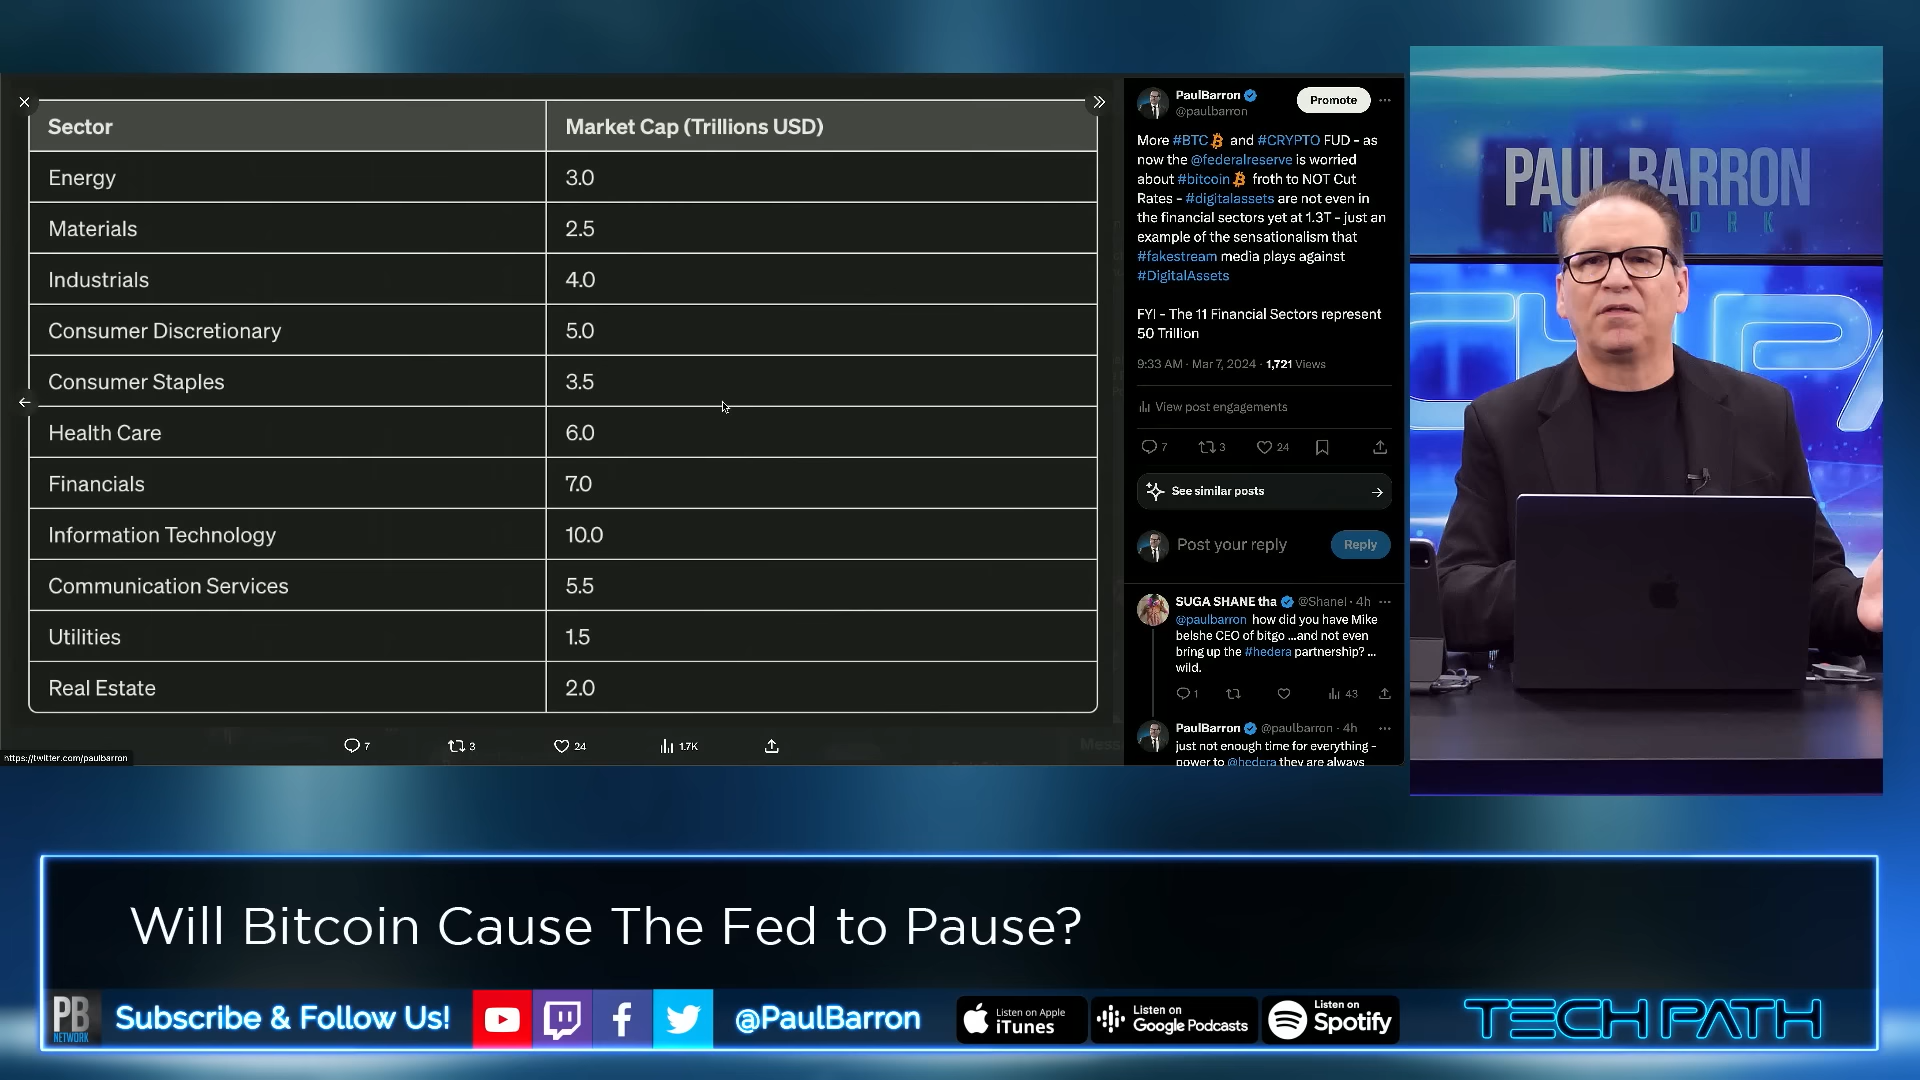 Sector Market Cap (Trillions USD)
Energy 3.0
Materials 2.5
Industrials 4.0
Consumer Discretionary 5.0
Consumer Staples 3.5
Health Care 6.0
Financials 7.0
Information Technology 10.0
Communication Services 5.5
Utilities 1.5
Real Estate 2.0
7 3 24 1.7K
https://twitter.com/paulbarron
PaulBarron
@paulbarron
Promote
More #BTC and #CRYPTO FUD - as
now the @federalreserve is worried
about #bitcoin froth to NOT Cut
Rates - #digitalassets are not even in
the financial sectors yet at 1.3T - just an
example of the sensationalism that
#fakestream media plays against
#DigitalAssets
FYI - The 11 Financial Sectors represent
50 Trillion
9:33 AM · Mar 7, 2024 · 1,721 Views
View post engagements
7 3 24
See similar posts
Post your reply
Reply
SUGA SHANE tha @Shanel · 4h
@paulbarron how did you have Mike
belshe CEO of bitgo ...and not even
bring up the #hedera partnership? ...
wild.
1 43
PaulBarron @paulbarron · 4h
just not enough time for everything -
power to @hedera they are always
PAUL BARRON
Will Bitcoin Cause The Fed to Pause?
PB
NETWORK
Subscribe & Follow Us!
@PaulBarron
Listen on Apple
iTunes
Listen on
Google Podcasts
Listen on
Spotify
TECH PATH